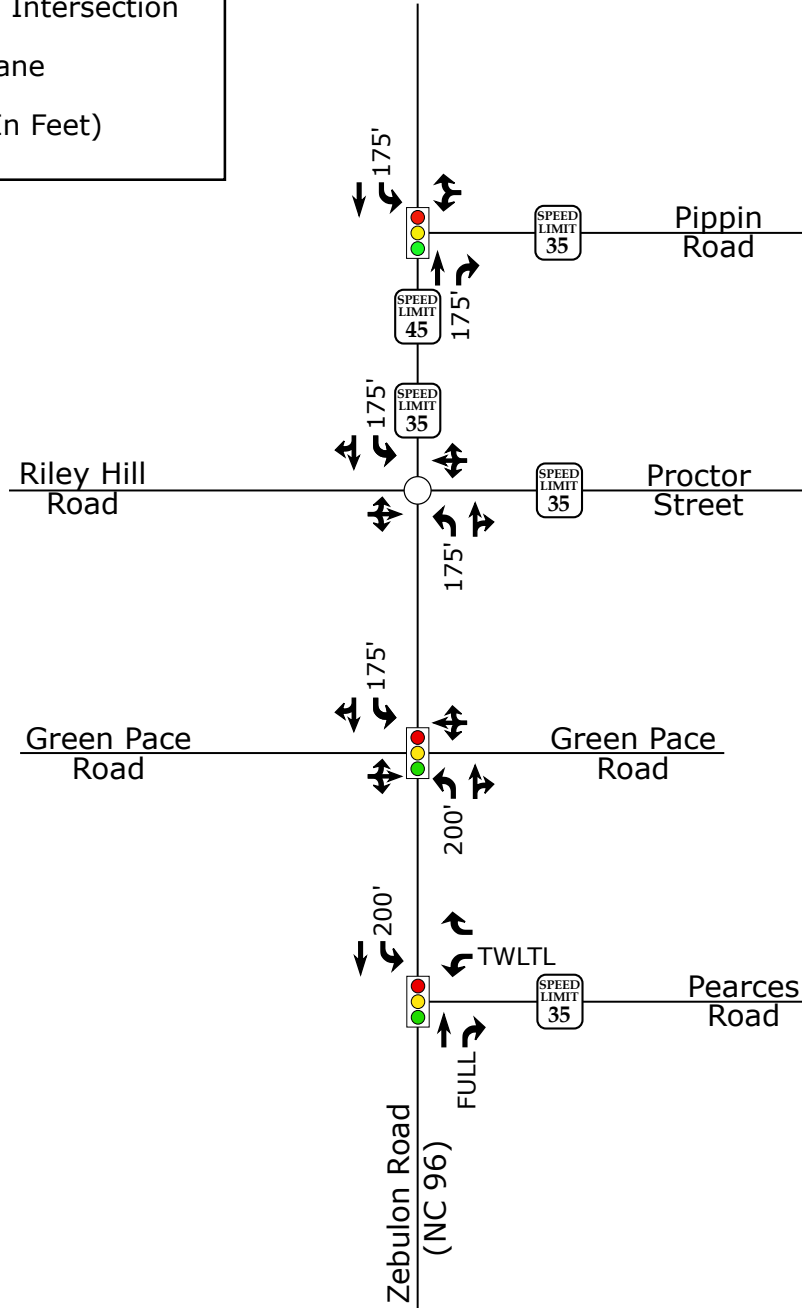 Intersection
Feet)
175'
Pippin
Road
SPEED
LIMIT
35
175'
SPEED
LIMIT
45
175'
SPEED
LIMIT
35
Riley Hill
Road
SPEED
LIMIT
35
Proctor
Street
175'
175'
Green Pace
Road
Green Pace
Road
200'
200'
TWLTL
SPEED
LIMIT
35
Pearces
Road
FULL
Zebulon Road
(NC 96)